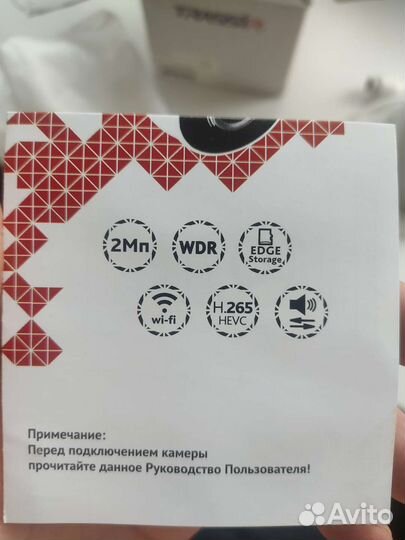 2Мп
WDR
EDGE
Storage
wi-fi
H.265
HEVC
Примечание:
Перед подключением камеры
прочитайте данное Руководство Пользователя!
Avito